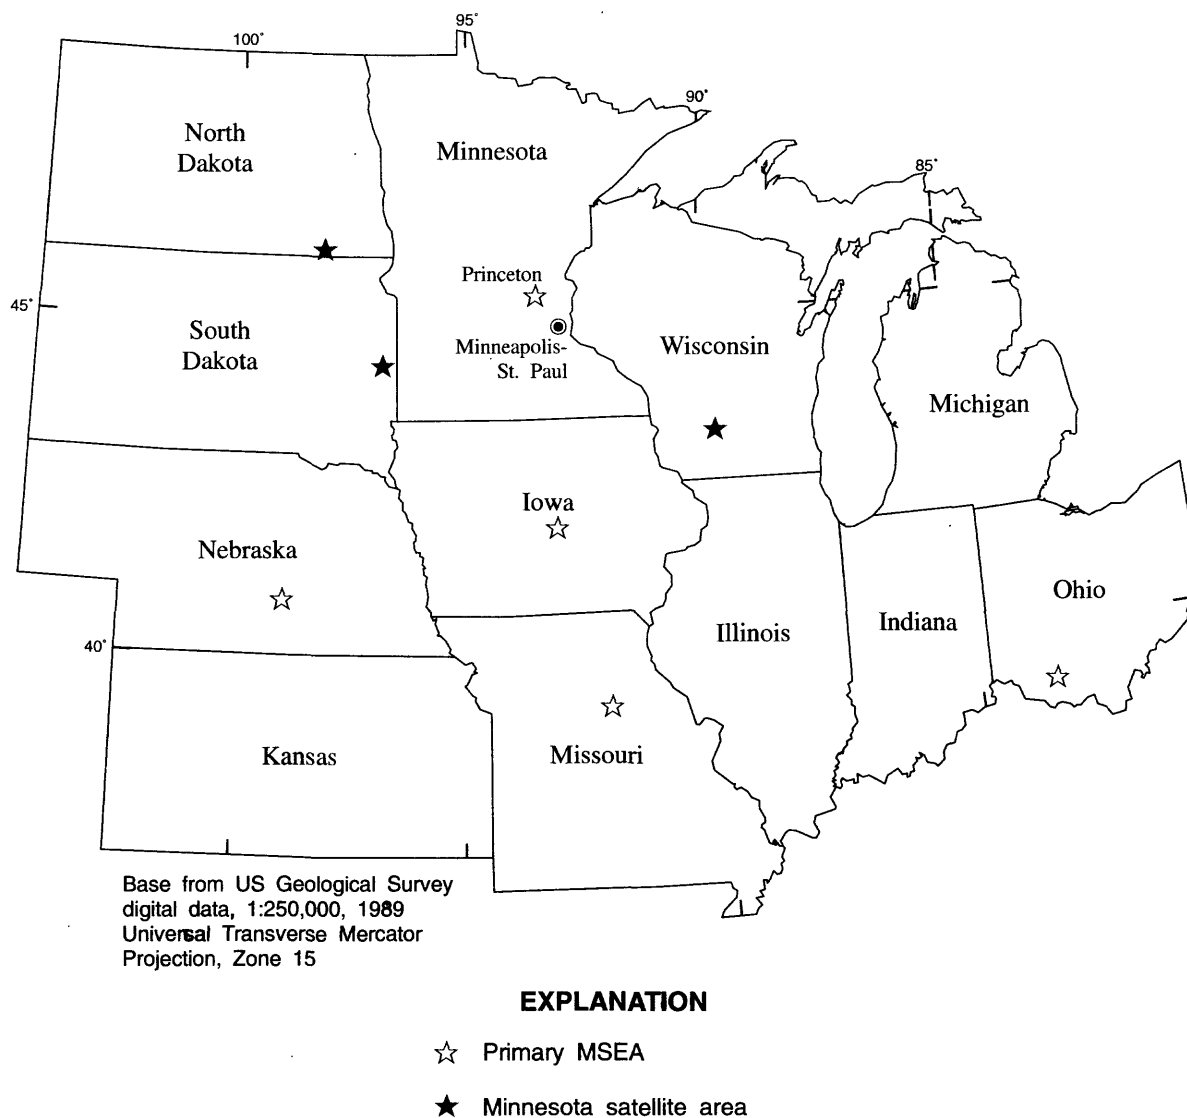 95°
100°
90°
North
Dakota
Minnesota
85°
Princeton
45°
South
Dakota
Minneapolis-
St. Paul
Wisconsin
Michigan
Iowa
Nebraska
Ohio
Indiana
Illinois
40°
Kansas
Missouri
Base from US Geological Survey
digital data, 1:250,000, 1989
Universal Transverse Mercator
Projection, Zone 15
EXPLANATION
Primary MSEA
Minnesota satellite area